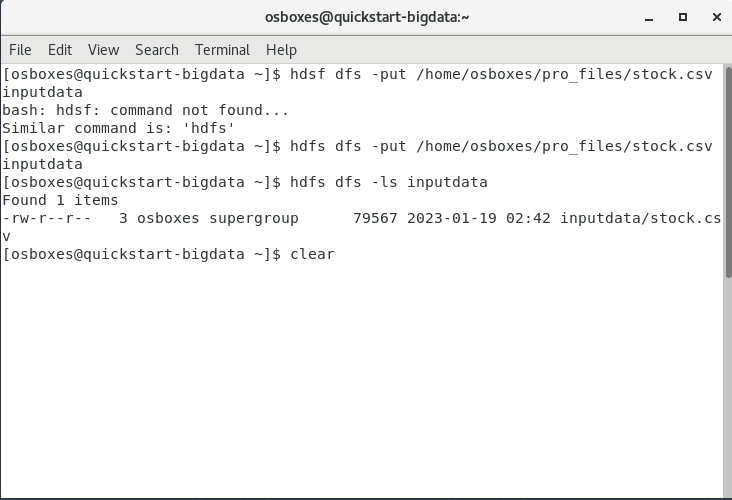 osboxes@quickstart-bigdata:~
File Edit View Search Terminal Help
[osboxes@quickstart-bigdata ~]$ hdsf dfs -put /home/osboxes/pro_files/stock.csv
inputdata
bash: hdsf: command not found...
Similar command is: 'hdfs'
[osboxes@quickstart-bigdata ~]$ hdfs dfs -put /home/osboxes/pro_files/stock.csv
inputdata
[osboxes@quickstart-bigdata ~]$ hdfs dfs -ls inputdata
Found 1 items
-rw-r--r--   3 osboxes supergroup      79567 2023-01-19 02:42 inputdata/stock.cs
v
[osboxes@quickstart-bigdata ~]$ clear